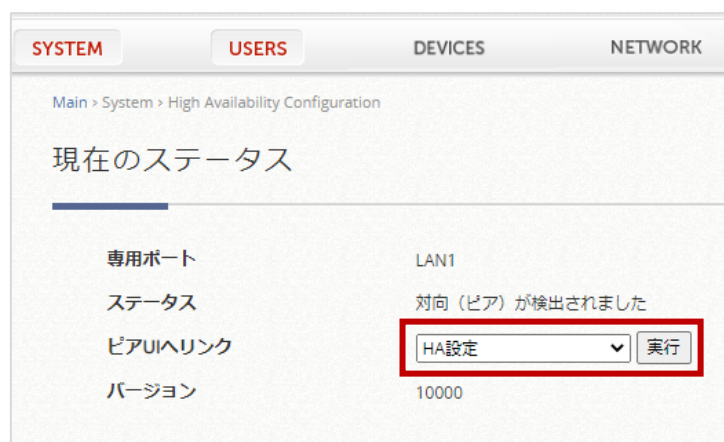 SYSTEM USERS DEVICES NETWORK
Main › System › High Availability Configuration
現在のステータス
専用ポート LAN1
ステータス 対向（ピア）が検出されました
ピアUIへリンク HA設定 実行
バージョン 10000